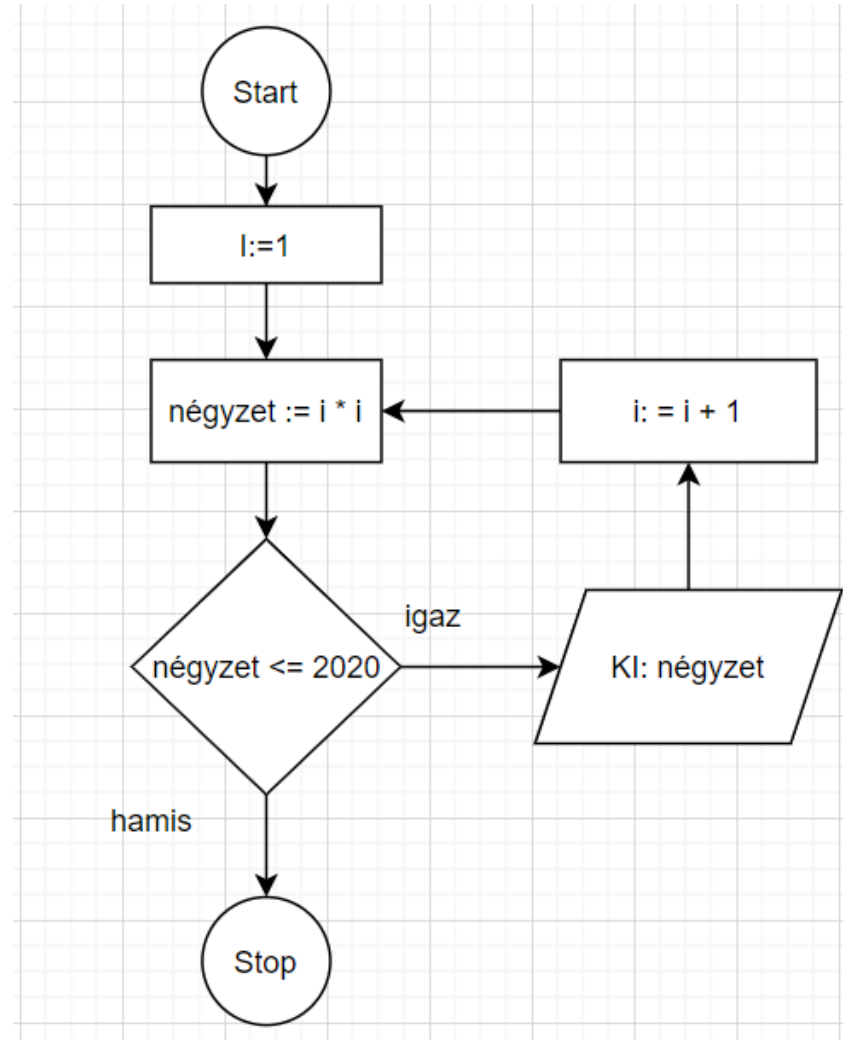 Start
I:=1
négyzet := i * i
i: = i + 1
négyzet <= 2020
igaz
KI: négyzet
hamis
Stop